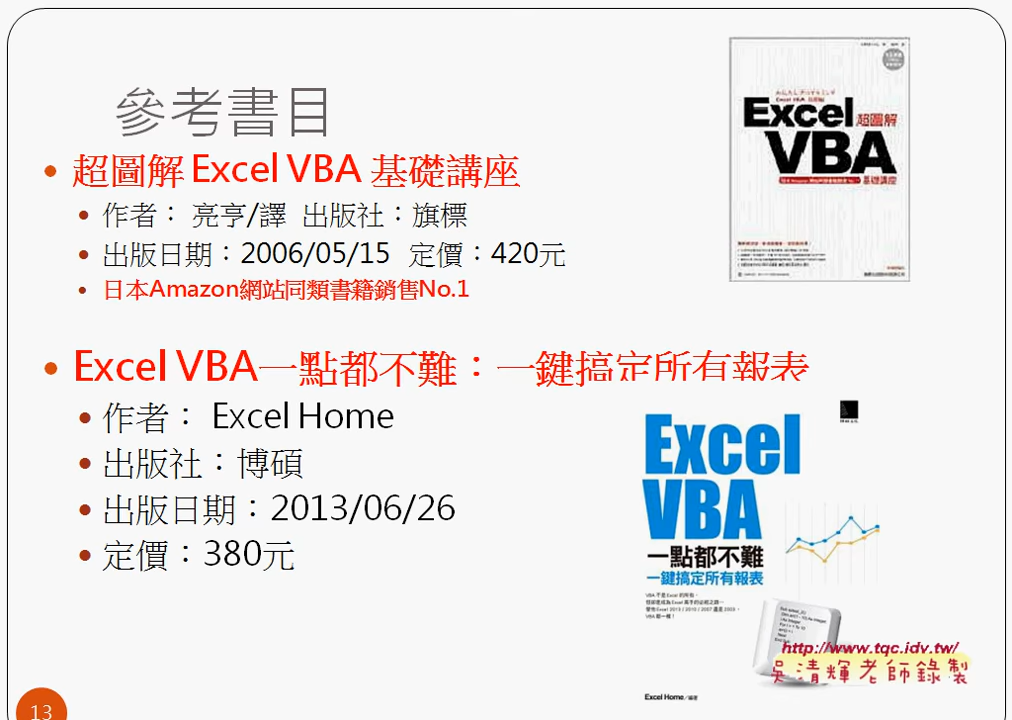 參考書目
超圖解 Excel VBA 基礎講座
作者： 亮亨/譯 出版社：旗標
出版日期：2006/05/15 定價：420元
日本Amazon網站同類書籍銷售No.1
Excel VBA一點都不難：一鍵搞定所有報表
作者： Excel Home
出版社：博碩
出版日期：2013/06/26
定價：380元
13
Excel 超圖解
VBA
基礎講座
Excel
VBA
一點都不難
一鍵搞定所有報表
http://www.tqc.idv.tw/
吳清輝老師錄製
Excel Home／編著